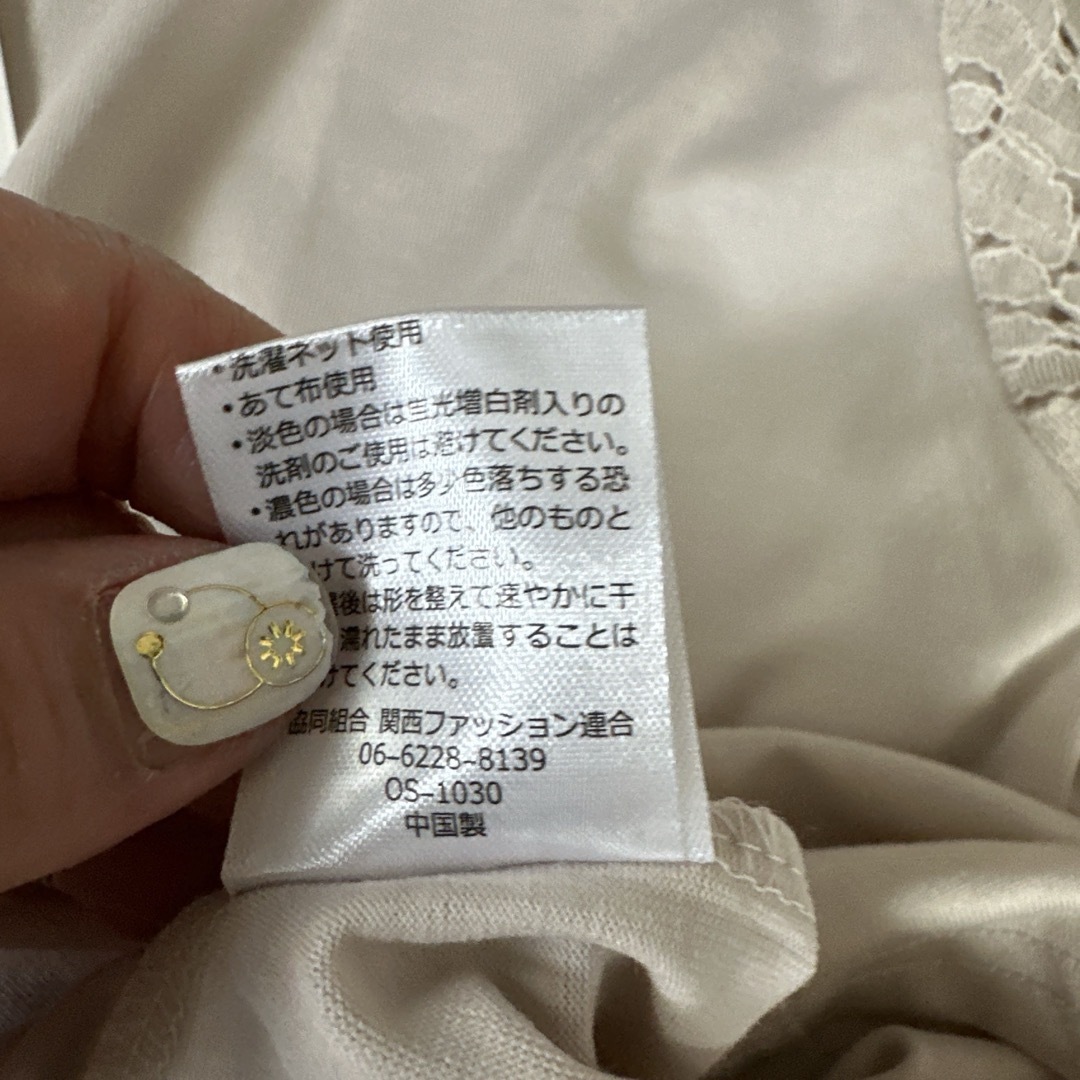 ・洗濯ネット使用
・あて布使用
・淡色の場合は蛍光増白剤入りの
洗剤のご使用は避けてください。
・濃色の場合は多少色落ちする恐
れがありますので、他のものと
けて洗ってください。
後は形を整えて速やかに干
濡れたまま放置することは
けてください。
協同組合 関西ファッション連合
06-6228-8139
OS-1030
中国製